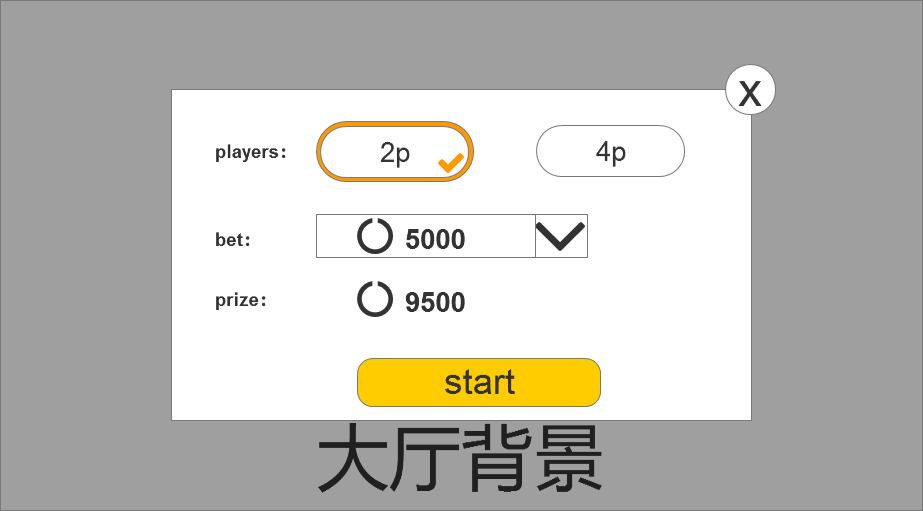 X
players: 2p 4p
bet: 5000
prize: 9500
start
大厅背景